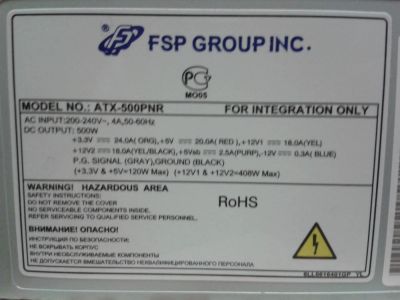 FSP GROUP INC.
PG
MO05
MODEL NO.: ATX-500PNR FOR INTEGRATION ONLY
AC INPUT:200-240V~, 4A,50-60Hz
DC OUTPUT: 500W
+3.3V ⎓ 24.0A( ORG),+5V ⎓ 20.0A( RED ), +12V1 ⎓ 16.0A(YEL)
+12V2 ⎓ 16.0A(YEL/BLACK),+5Vsb ⎓ 2.5A(PURP),-12V ⎓ 0.3A( BLUE)
P.G. SIGNAL (GRAY),GROUND (BLACK)
(+3.3V & +5V=120W Max) (+12V1 & +12V2=408W Max)
WARNING! HAZARDOUS AREA
SAFETY INSTRUCTIONS:
DO NOT REMOVE THE COVER
NO SERVICEABLE COMPONENTS INSIDE.
REFER SERVICING TO QUALIFIED SERVICE PERSONNEL.
RoHS
ВНИМАНИЕ! ОПАСНО!
ИНСТРУКЦИЯ ПО БЕЗОПАСНОСТИ:
НЕ ВСКРЫВАТЬ КОРПУС
ВНУТРИ НЕОБСЛУЖИВАЕМЫЕ КОМПОНЕНТЫ
НЕ ДОПУСКАЕТСЯ ВМЕШАТЕЛЬСТВО НЕКВАЛИФИЦИРОВАННОГО ПЕРСОНАЛА.